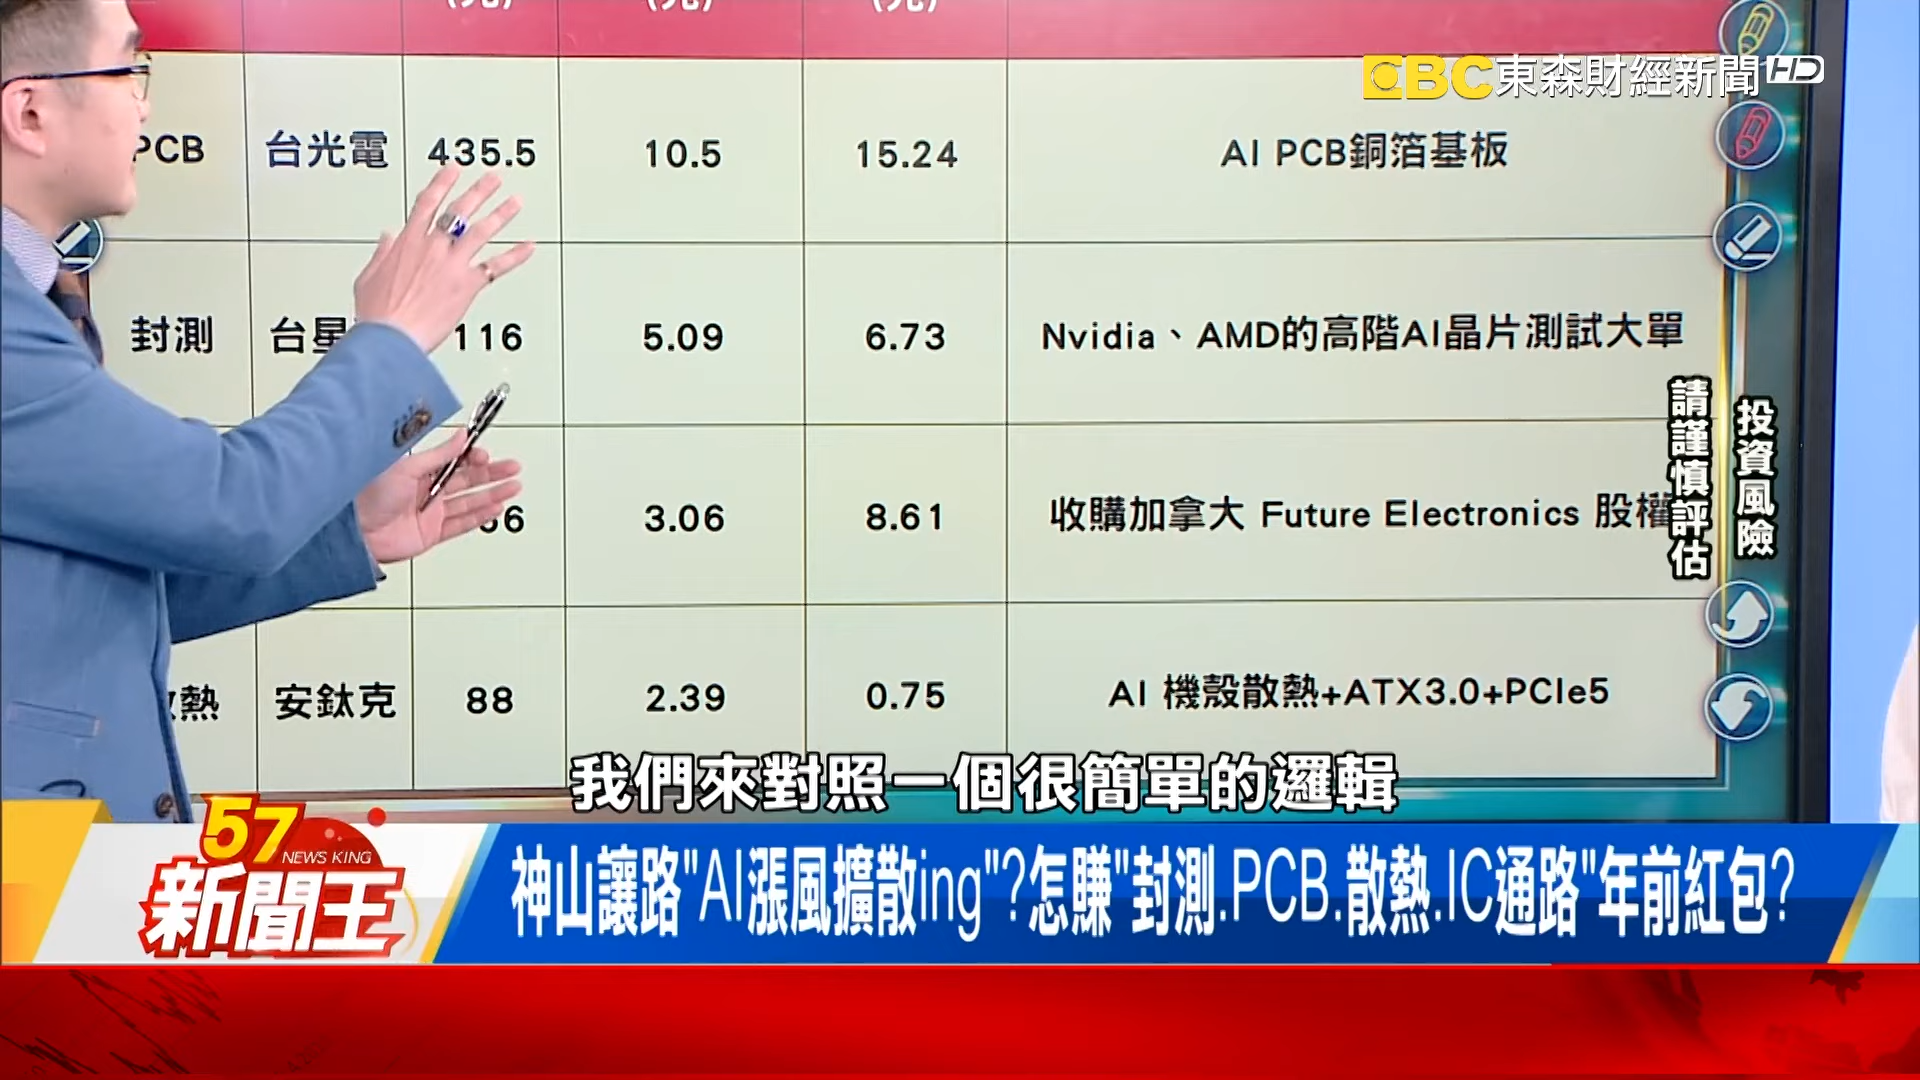 (元) (元) (元)
EBC東森財經新聞HD
PCB 台光電 435.5 10.5 15.24 AI PCB銅箔基板
封測 台星 116 5.09 6.73 Nvidia、AMD的高階AI晶片測試大單
66 3.06 8.61 收購加拿大 Future Electronics 股權
熱 安鈦克 88 2.39 0.75 AI 機殼散熱+ATX3.0+PCIe5
投資風險
請謹慎評估
我們來對照一個很簡單的邏輯
57
NEWS KING
新聞王
神山讓路"AI漲風擴散ing"?怎賺"封測.PCB.散熱.IC通路"年前紅包?